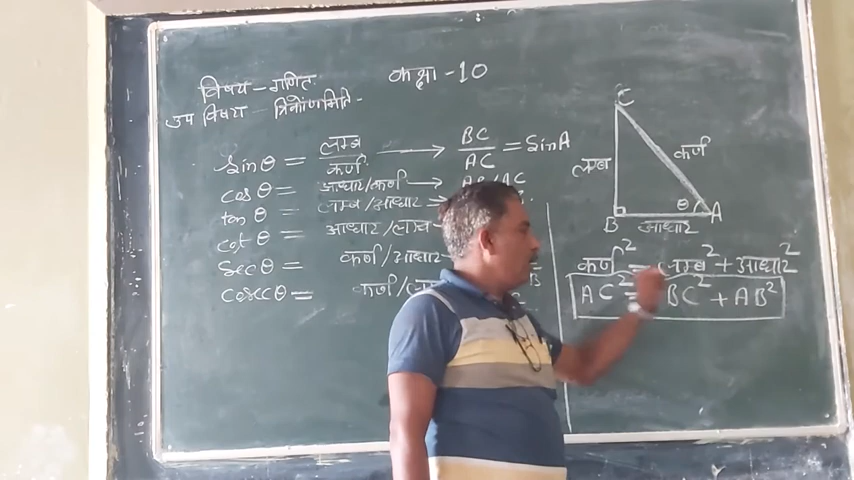 विषय - गणित
कक्षा - 10
उप विषय - त्रिकोणमिति -
sinθ = लम्ब/कर्ण → BC/AC = SinA
cosθ = आधार/कर्ण → AB/AC
tanθ = लम्ब/आधार →
cotθ = आधार/लम्ब
secθ = कर्ण/आधार
cosecθ = कर्ण/लम्ब
C
लम्ब
कर्ण
θ
B
A
आधार
कर्ण² = लम्ब² + आधार²
AC² = BC² + AB²